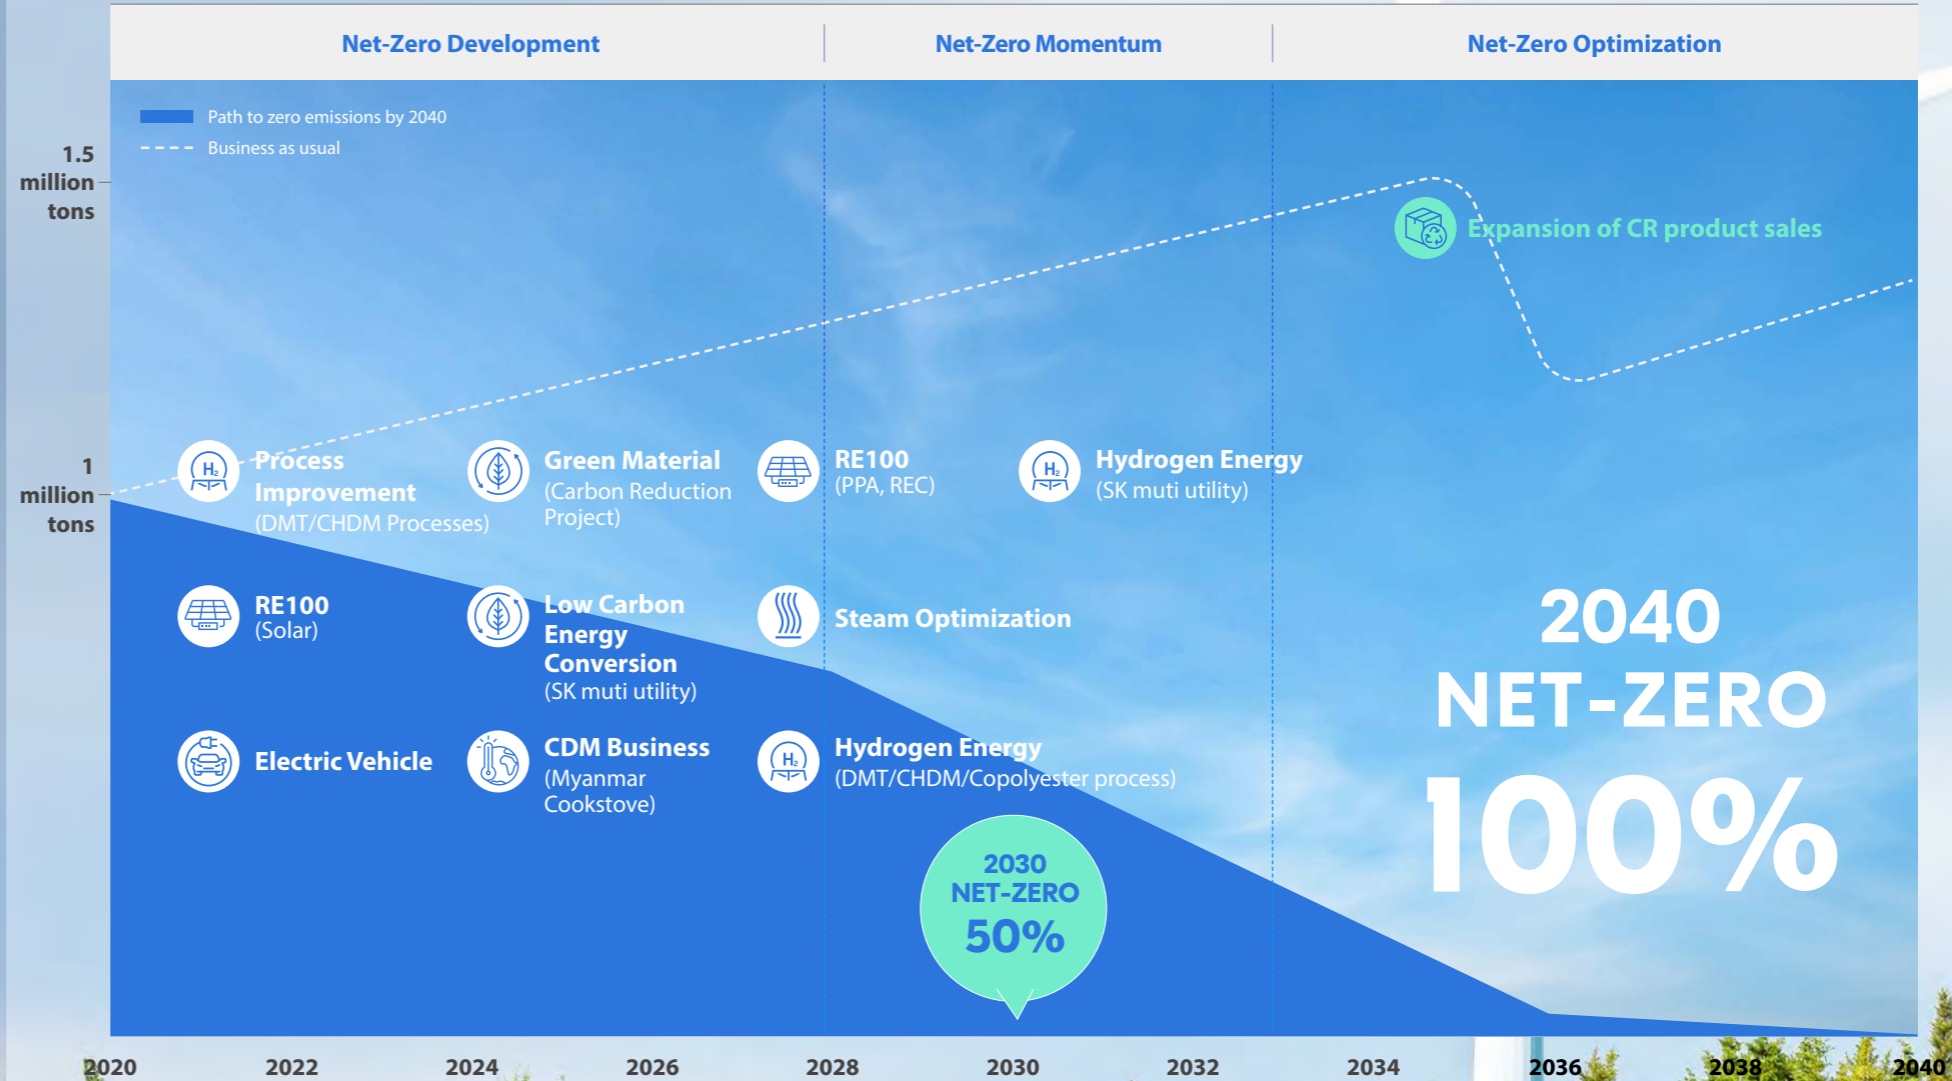 Net-Zero Development
Net-Zero Momentum
Net-Zero Optimization
Path to zero emissions by 2040
Business as usual
1.5
million
tons
1
million
tons
Expansion of CR product sales
Process
Improvement
(DMT/CHDM Processes)
Green Material
(Carbon Reduction
Project)
RE100
(PPA, REC)
Hydrogen Energy
(SK muti utility)
RE100
(Solar)
Low Carbon
Energy
Conversion
(SK muti utility)
Steam Optimization
Electric Vehicle
CDM Business
(Myanmar
Cookstove)
Hydrogen Energy
(DMT/CHDM/Copolyester process)
H₂
H₂
H₂
2030
NET-ZERO
50%
2040
NET-ZERO
100%
2020
2022
2024
2026
2028
2030
2032
2034
2036
2038
2040